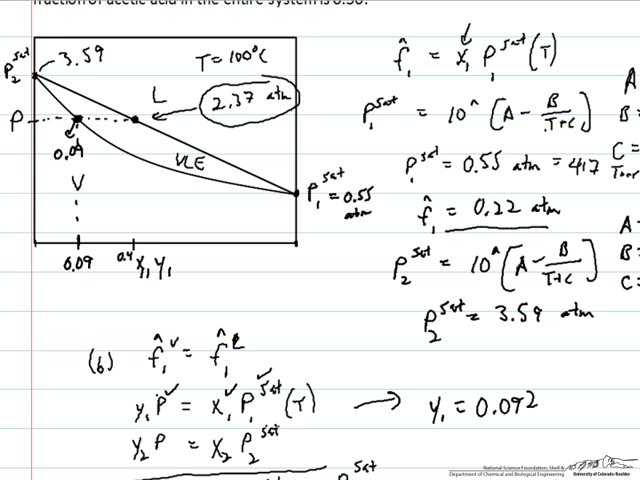 fraction of acetic acid in the entire system is 0.30.
P₂ˢᵃᵗ 3.59 T = 100°C
L 2.37 atm
P
0.09
VLE
V
P₁ˢᵃᵗ = 0.55 atm
0.09 0.4 x₁ y₁
f̂₁ = x₁ P₁ˢᵃᵗ (T)
P₁ˢᵃᵗ = 10^ (A - B/(T+C))
P₁ˢᵃᵗ = 0.55 atm = 417 Torr
f̂₁ = 0.22 atm
P₂ˢᵃᵗ = 10^ (A - B/(T+C))
P₂ˢᵃᵗ = 3.59 atm
A
B =
C =
A -
B =
C =
(b) f̂₁ⱽ = f̂₁ᴸ
y₁ P = x₁ P₁ˢᵃᵗ (T) → y₁ = 0.092
y₂ P = x₂ P₂ˢᵃᵗ
P₂ˢᵃᵗ
National Science Foundation, Shell &
Department of Chemical and Biological Engineering University of Colorado Boulder